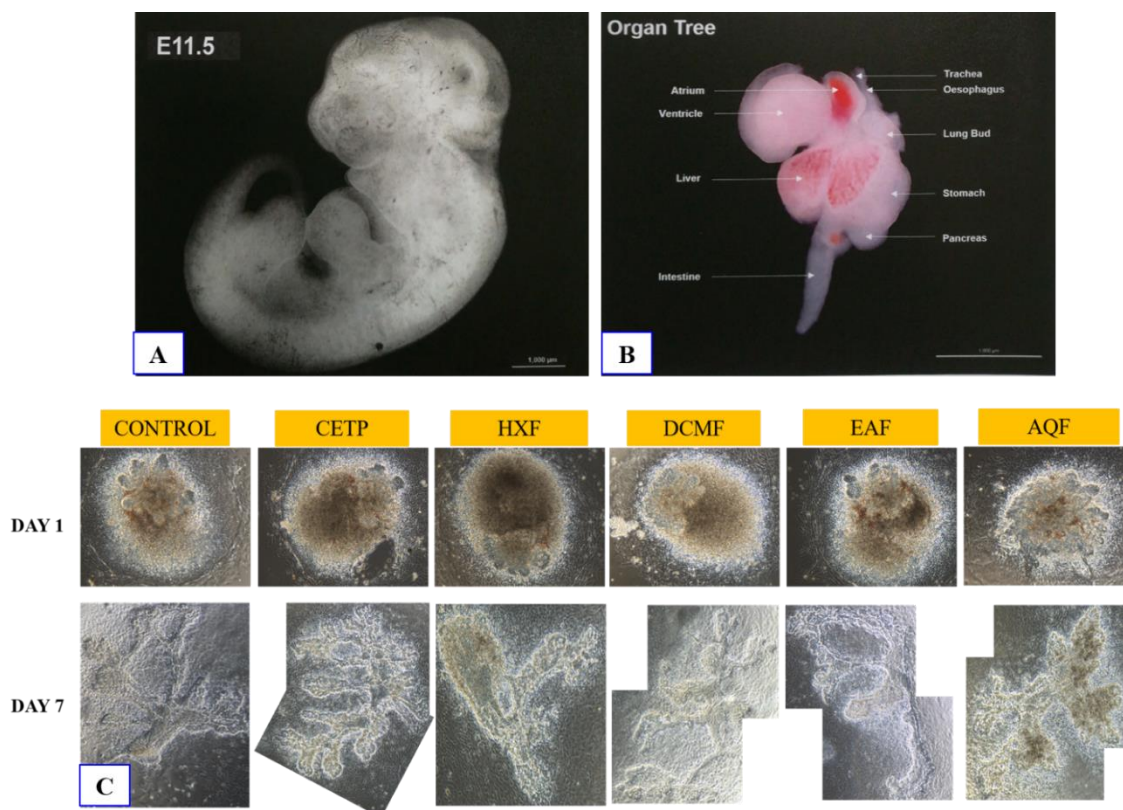 E11.5
1,000 µm
A
Organ Tree
Trachea
Oesophagus
Atrium
Ventricle
Lung Bud
Liver
Stomach
Pancreas
Intestine
B
CONTROL CETP HXF DCMF EAF AQF
DAY 1
DAY 7
C